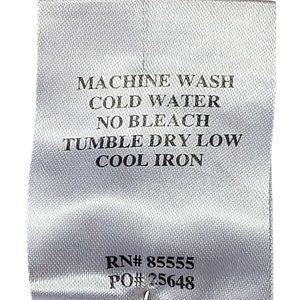 MACHINE WASH
COLD WATER
NO BLEACH
TUMBLE DRY LOW
COOL IRON
RN# 85555
PO# 25648